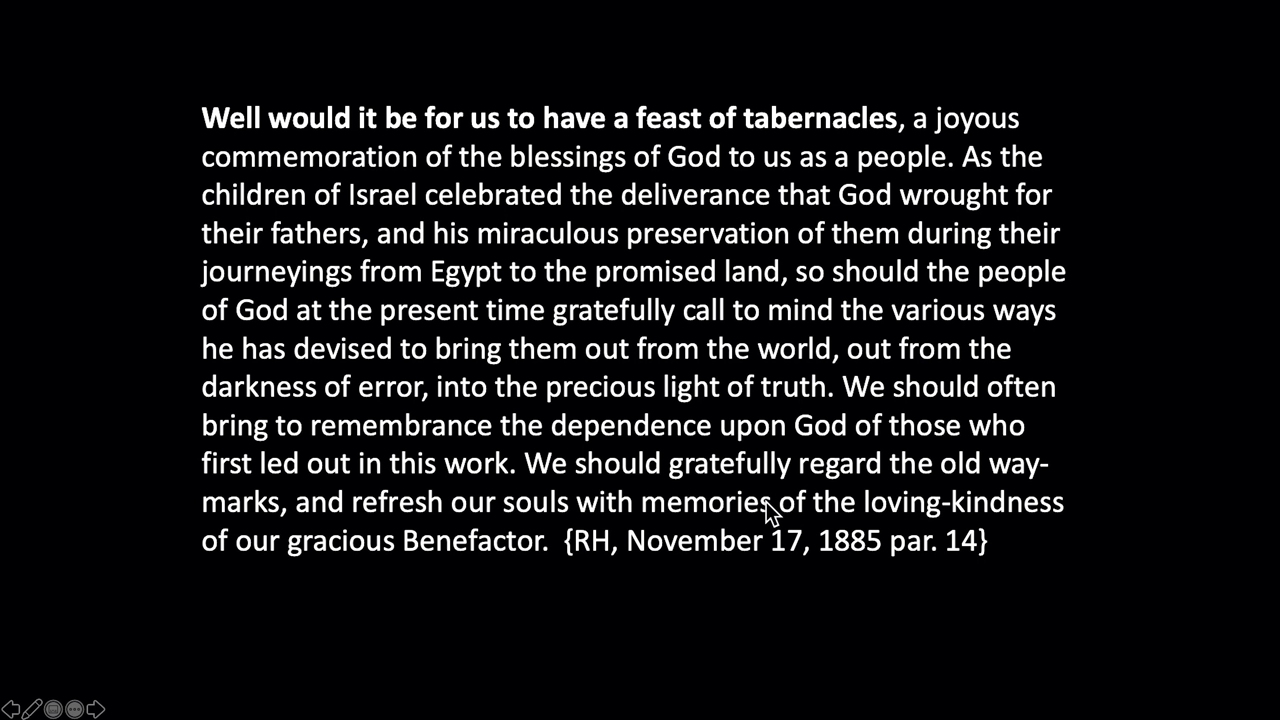 Well would it be for us to have a feast of tabernacles, a joyous
commemoration of the blessings of God to us as a people. As the
children of Israel celebrated the deliverance that God wrought for
their fathers, and his miraculous preservation of them during their
journeyings from Egypt to the promised land, so should the people
of God at the present time gratefully call to mind the various ways
he has devised to bring them out from the world, out from the
darkness of error, into the precious light of truth. We should often
bring to remembrance the dependence upon God of those who
first led out in this work. We should gratefully regard the old way-
marks, and refresh our souls with memories of the loving-kindness
of our gracious Benefactor.  {RH, November 17, 1885 par. 14}